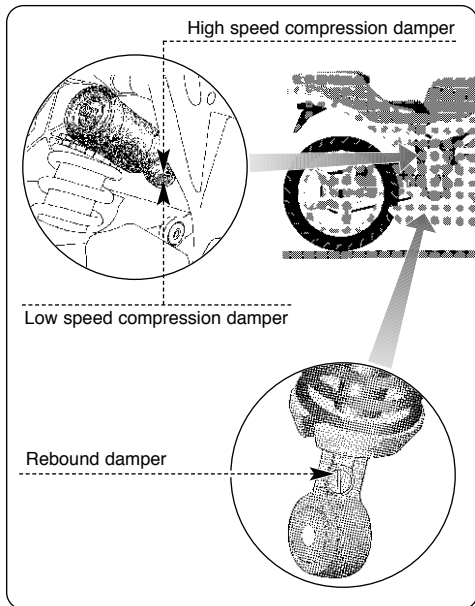 High speed compression damper
Low speed compression damper
Rebound damper